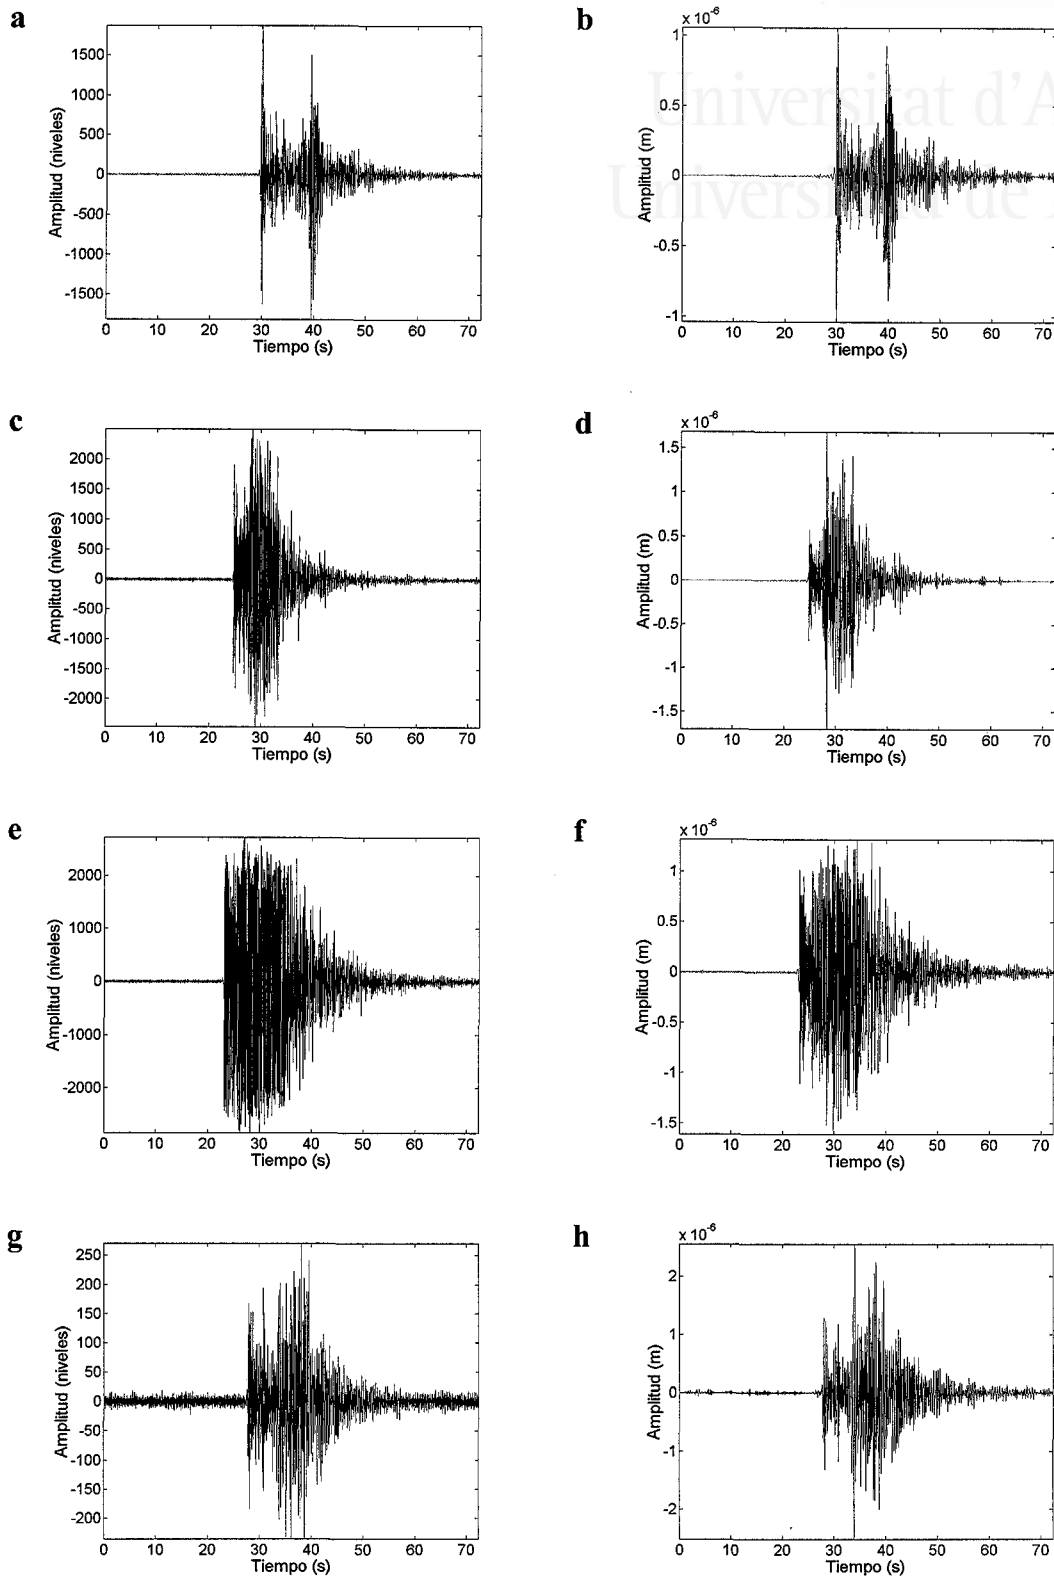 a
1500
1000
500
0
-500
-1000
-1500
Amplitud (niveles)
0 10 20 30 40 50 60 70
Tiempo (s)
b
x 10-6
1
0.5
0
-0.5
-1
Amplitud (m)
0 10 20 30 40 50 60 70
Tiempo (s)
Universitat d'A
Universidad de A
c
2000
1500
1000
500
0
-500
-1000
-1500
-2000
Amplitud (niveles)
0 10 20 30 40 50 60 70
Tiempo (s)
d
x 10-6
1.5
1
0.5
0
-0.5
-1
-1.5
Amplitud (m)
0 10 20 30 40 50 60 70
Tiempo (s)
e
2000
1000
0
-1000
-2000
Amplitud (niveles)
0 10 20 30 40 50 60 70
Tiempo (s)
f
x 10-6
1
0.5
0
-0.5
-1
-1.5
Amplitud (m)
0 10 20 30 40 50 60 70
Tiempo (s)
g
250
200
150
100
50
0
-50
-100
-150
-200
Amplitud (niveles)
0 10 20 30 40 50 60 70
Tiempo (s)
h
x 10-6
2
1
0
-1
-2
Amplitud (m)
0 10 20 30 40 50 60 70
Tiempo (s)